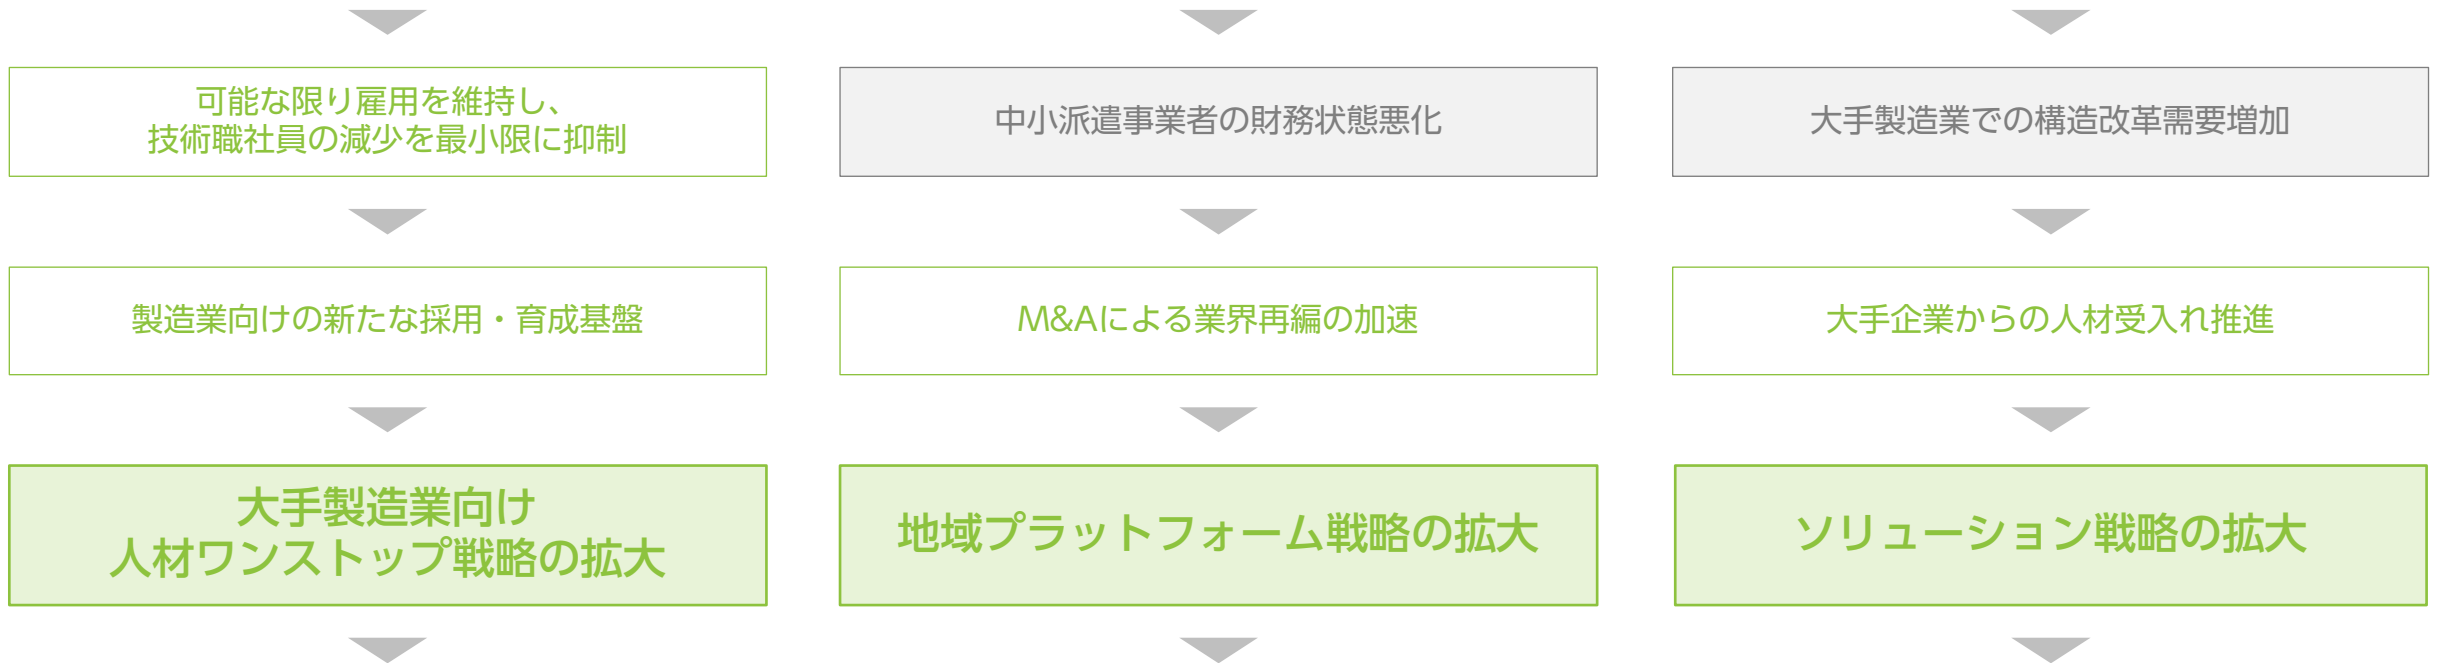 可能な限り雇用を維持し、
技術職社員の減少を最小限に抑制
中小派遣事業者の財務状態悪化
大手製造業での構造改革需要増加
製造業向けの新たな採用・育成基盤
M&Aによる業界再編の加速
大手企業からの人材受入れ推進
大手製造業向け
人材ワンストップ戦略の拡大
地域プラットフォーム戦略の拡大
ソリューション戦略の拡大